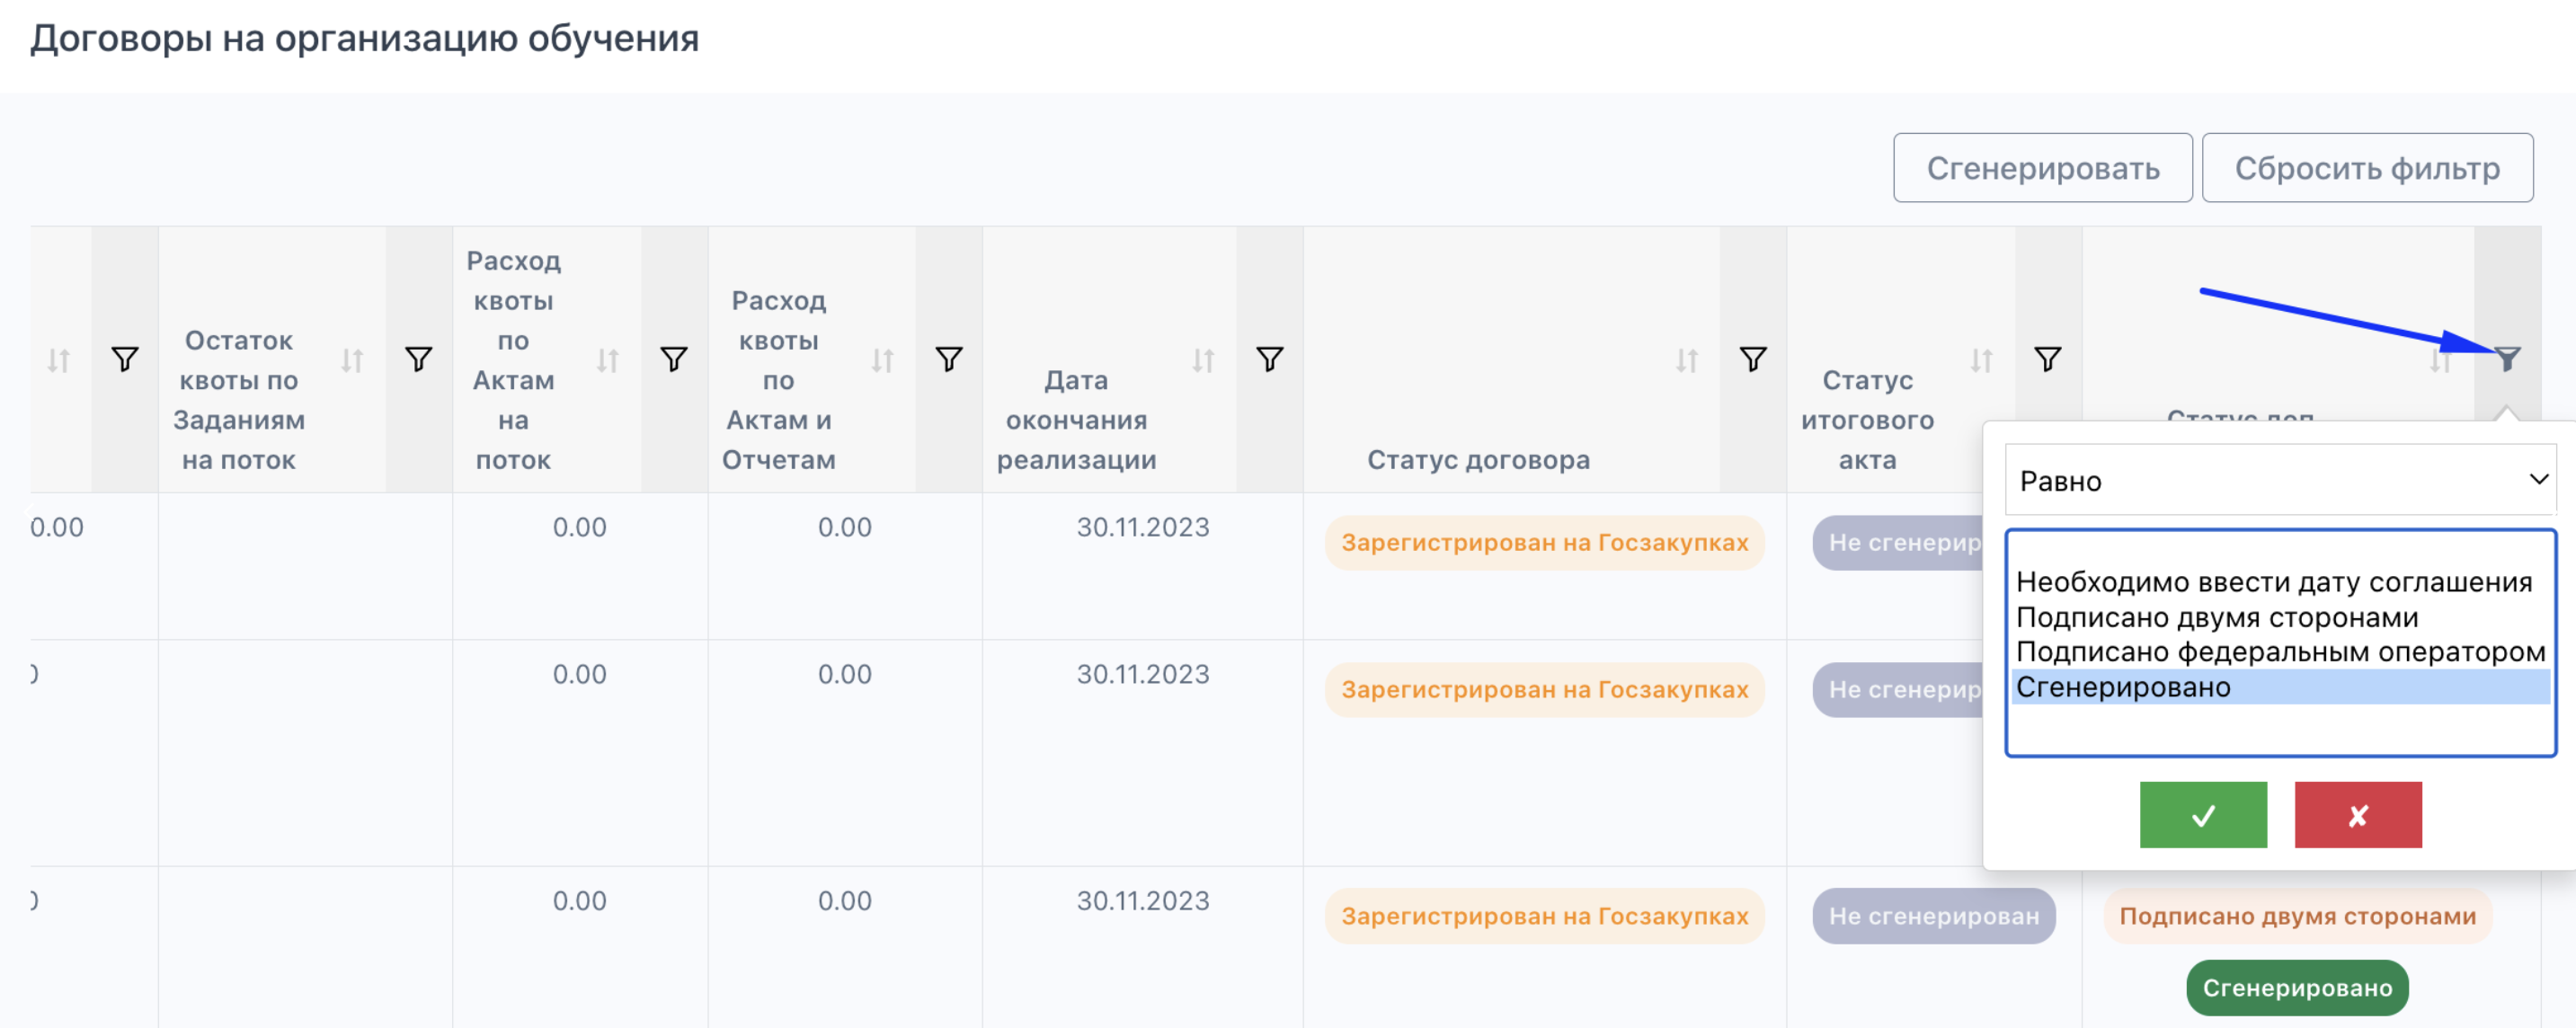 Договоры на организацию обучения
Сгенерировать
Сбросить фильтр
Остаток
квоты по
Заданиям
на поток
Расход
квоты
по
Актам
на
поток
Расход
квоты
по
Актам и
Отчетам
Дата
окончания
реализации
Статус договора
Статус
итогового
акта
Статус доп
Равно
Необходимо ввести дату соглашения
Подписано двумя сторонами
Подписано федеральным оператором
Сгенерировано
0.00 0.00 0.00 30.11.2023 Зарегистрирован на Госзакупках Не сгенерир
0.00 0.00 30.11.2023 Зарегистрирован на Госзакупках Не сгенерир
0.00 0.00 30.11.2023 Зарегистрирован на Госзакупках Не сгенерирован Подписано двумя сторонами
Сгенерировано